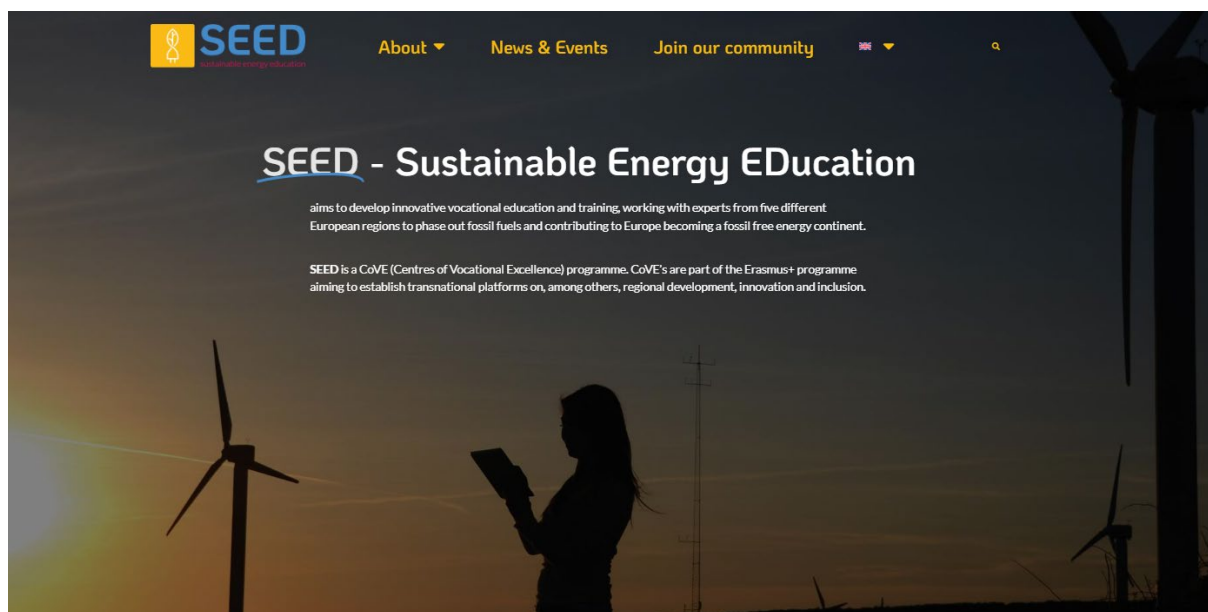 SEED
sustainable energy education
About
News & Events
Join our community
SEED - Sustainable Energy EDucation
aims to develop innovative vocational education and training, working with experts from five different
European regions to phase out fossil fuels and contributing to Europe becoming a fossil free energy continent.
SEED is a CoVE (Centres of Vocational Excellence) programme. CoVE's are part of the Erasmus+ programme
aiming to establish transnational platforms on, among others, regional development, innovation and inclusion.